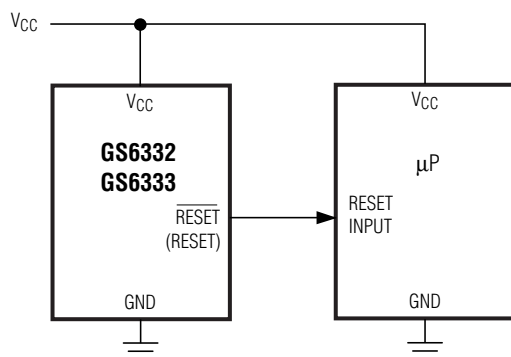 VCC
VCC
GS6332
GS6333
RESET
(RESET)
GND
VCC
μP
RESET
INPUT
GND